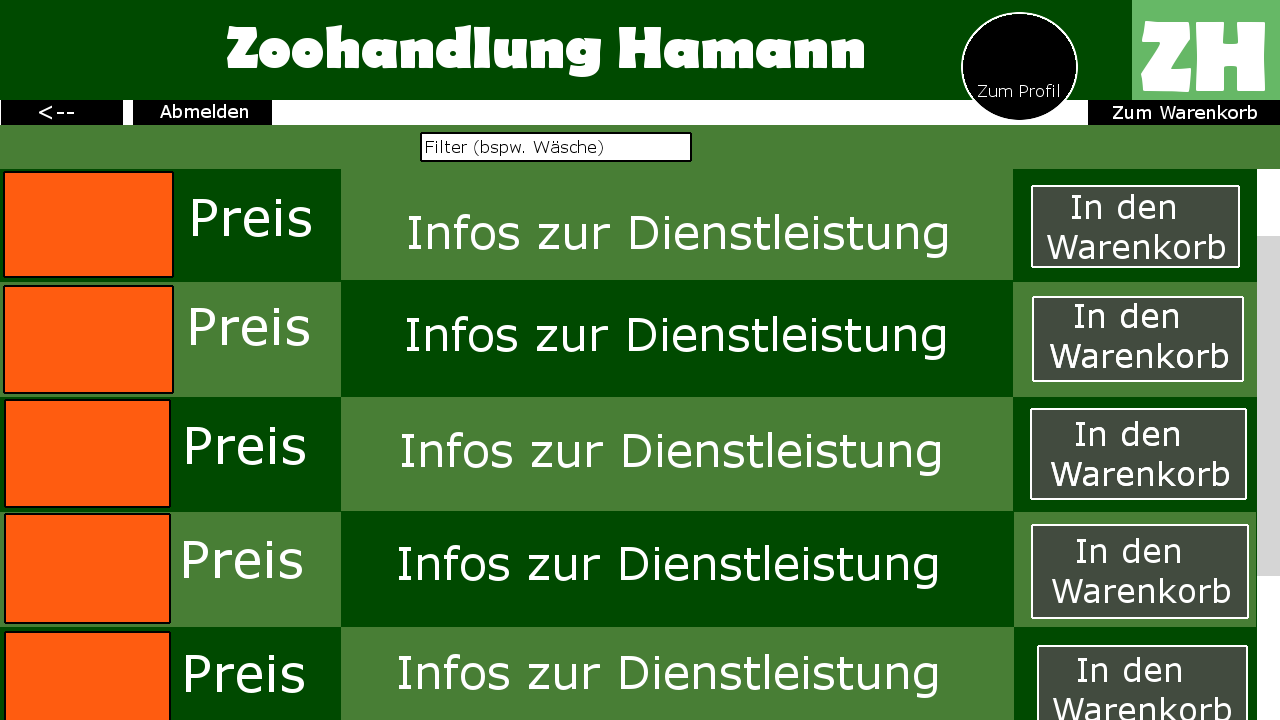 Zoohandlung Hamann
ZH
Zum Profil
<--
Abmelden
Zum Warenkorb
Filter (bspw. Wäsche)
Preis
Infos zur Dienstleistung
In den
Warenkorb
Preis
Infos zur Dienstleistung
In den
Warenkorb
Preis
Infos zur Dienstleistung
In den
Warenkorb
Preis
Infos zur Dienstleistung
In den
Warenkorb
Preis
Infos zur Dienstleistung
In den
Warenkorb